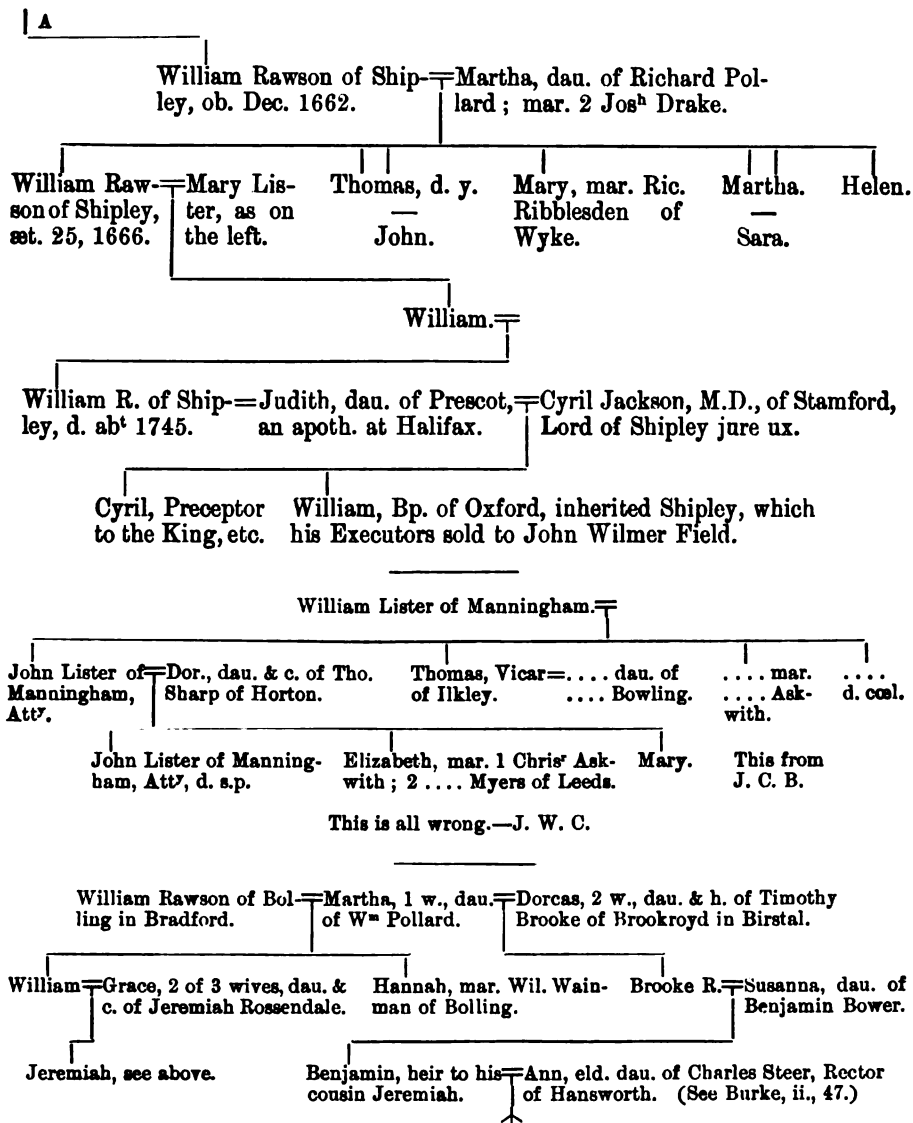 A
William Rawson of Ship-=Martha, dau. of Richard Pol-
ley, ob. Dec. 1662. lard ; mar. 2 Josʰ Drake.
William Raw-=Mary Lis- Thomas, d. y. Mary, mar. Ric. Martha. Helen.
son of Shipley, ter, as on — Ribblesden of —
æt. 25, 1666. the left. John. Wyke. Sara.
William.=
William R. of Ship-=Judith, dau. of Prescot,=Cyril Jackson, M.D., of Stamford,
ley, d. abᵗ 1745. an apoth. at Halifax. Lord of Shipley jure ux.
Cyril, Preceptor William, Bp. of Oxford, inherited Shipley, which
to the King, etc. his Executors sold to John Wilmer Field.
William Lister of Manningham.=
John Lister of=Dor., dau. & c. of Tho. Thomas, Vicar=.... dau. of .... mar. ....
Manningham, Sharp of Horton. of Ilkley. .... Bowling. .... Ask- d. cœl.
Attʸ. with.
John Lister of Manning- Elizabeth, mar. 1 Chrisʳ Ask- Mary. This from
ham, Attʸ, d. s.p. with ; 2 .... Myers of Leeds. J. C. B.
This is all wrong.—J. W. C.
William Rawson of Bol-=Martha, 1 w., dau.=Dorcas, 2 w., dau. & h. of Timothy
ling in Bradford. of Wᵐ Pollard. Brooke of Brookroyd in Birstal.
William=Grace, 2 of 3 wives, dau. & Hannah, mar. Wil. Wain- Brooke R.=Susanna, dau. of
c. of Jeremiah Rossendale. man of Bolling. Benjamin Bower.
Jeremiah, see above. Benjamin, heir to his=Ann, eld. dau. of Charles Steer, Rector
cousin Jeremiah. of Hansworth. (See Burke, ii., 47.)